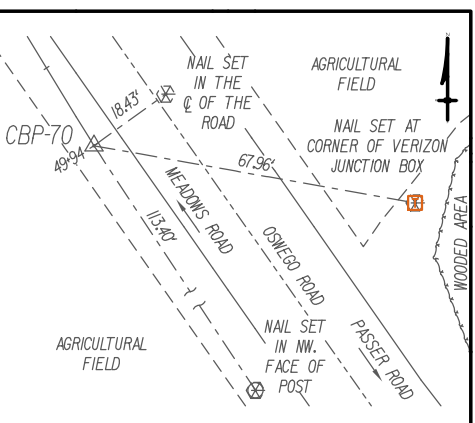 NAIL SET
IN THE
℄ OF THE
ROAD
AGRICULTURAL
FIELD
NAIL SET AT
CORNER OF VERIZON
JUNCTION BOX
18.43'
CBP-70
49.94
67.96'
MEADOWS ROAD
113.40'
OSWEGO ROAD
WOODED AREA
NAIL SET
IN NW.
FACE OF
POST
PASSER ROAD
AGRICULTURAL
FIELD